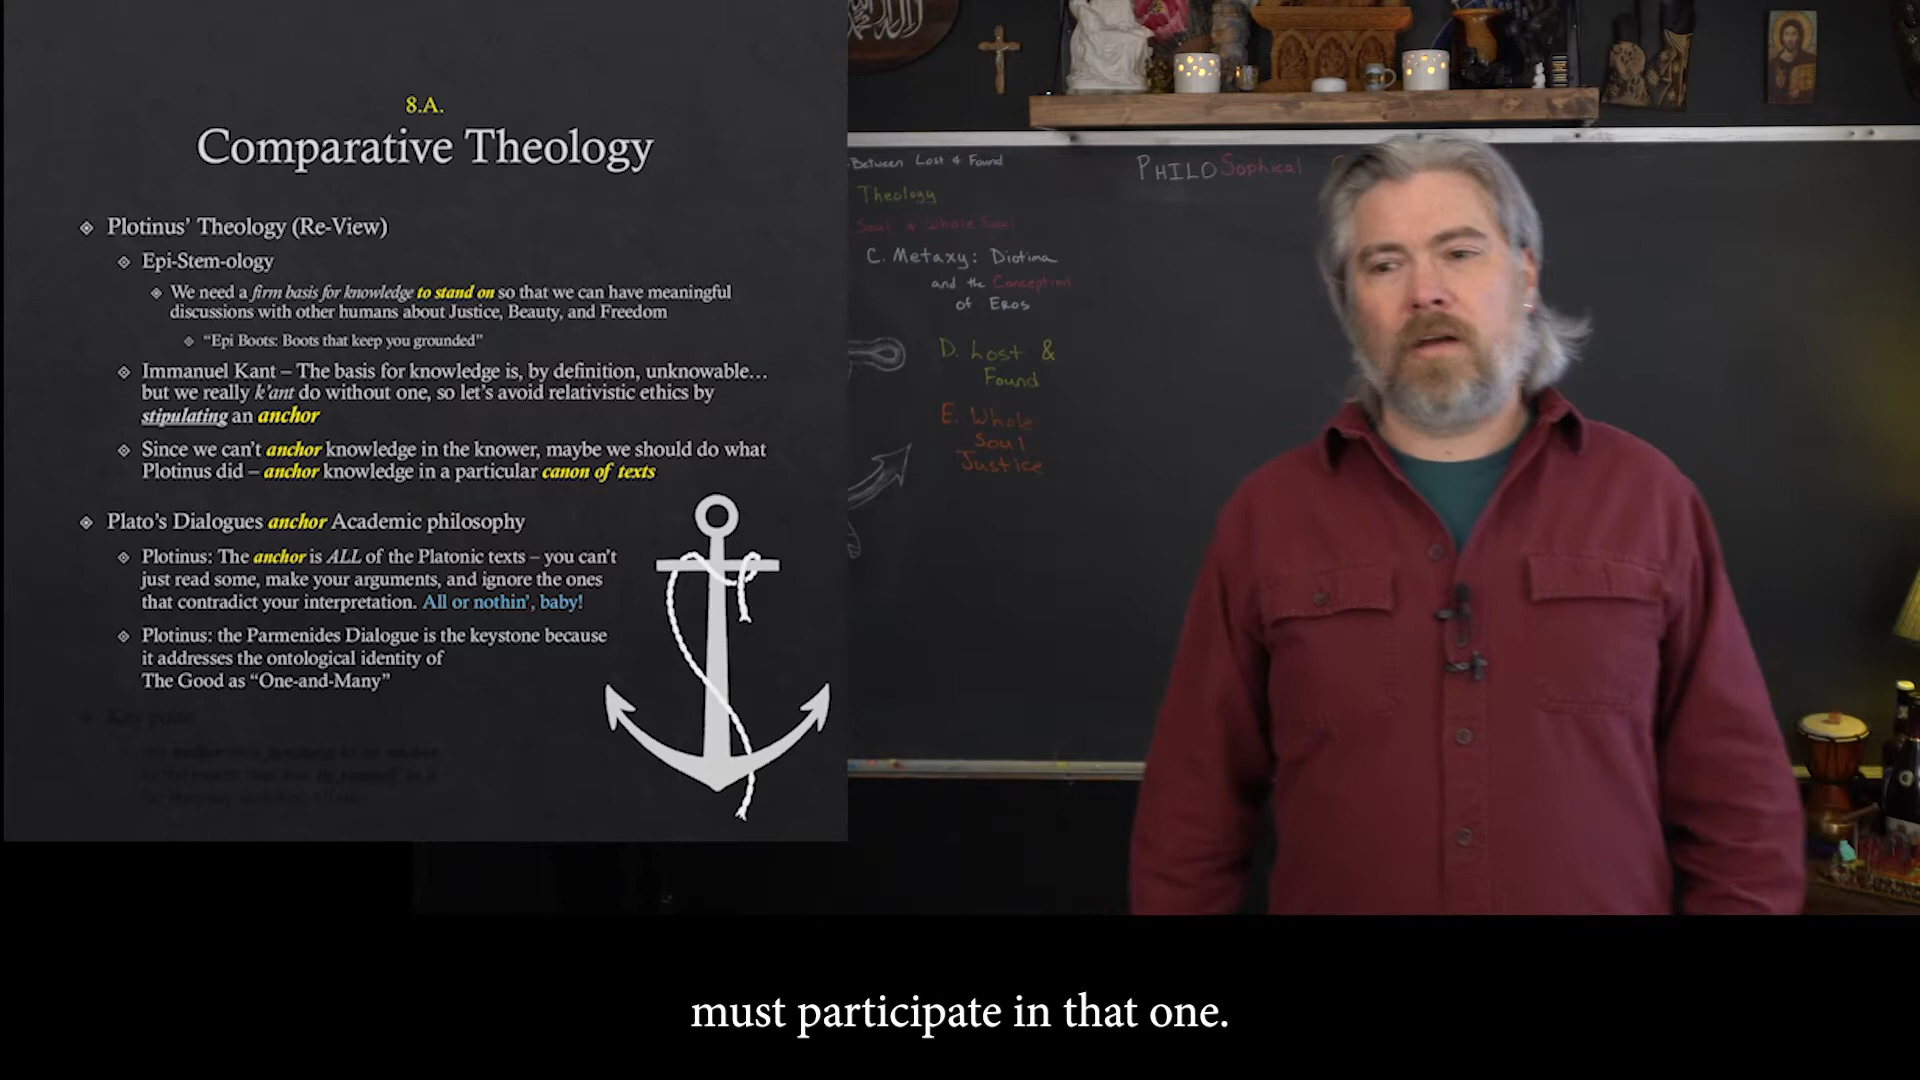 8.A.
Comparative Theology
Plotinus’ Theology (Re-View)
Epi-Stem-ology
We need a firm basis for knowledge to stand on so that we can have meaningful
discussions with other humans about Justice, Beauty, and Freedom
“Epi Boots: Boots that keep you grounded”
Immanuel Kant – The basis for knowledge is, by definition, unknowable…
but we really k’ant do without one, so let’s avoid relativistic ethics by
stipulating an anchor
Since we can’t anchor knowledge in the knower, maybe we should do what
Plotinus did – anchor knowledge in a particular canon of texts
Plato’s Dialogues anchor Academic philosophy
Plotinus: The anchor is ALL of the Platonic texts – you can’t
just read some, make your arguments, and ignore the ones
that contradict your interpretation. All or nothin’, baby!
Plotinus: the Parmenides Dialogue is the keystone because
it addresses the ontological identity of
The Good as “One-and-Many”
Between Lost & Found
Theology
Soul & Whole Soul
C. Metaxy: Diotima
and the Conception
of Eros
D. Lost &
Found
E. Whole
Soul
Justice
PHILOSophical
must participate in that one.